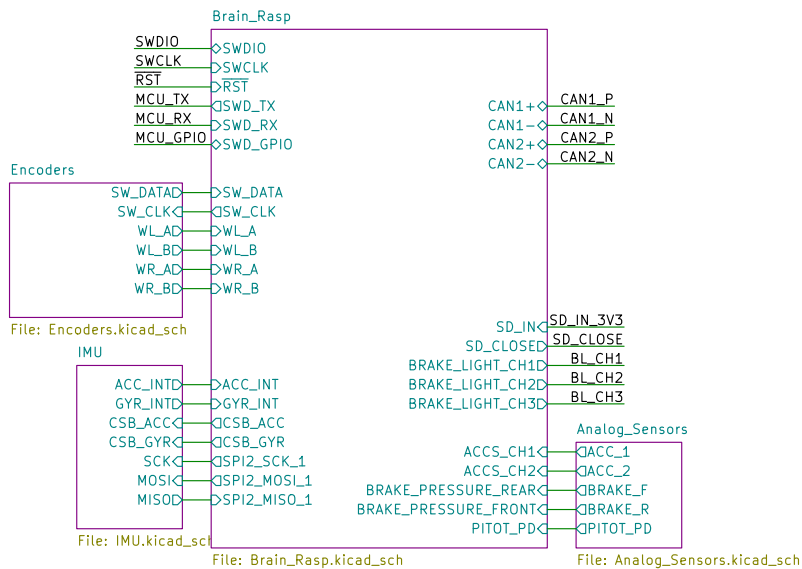 Brain_Rasp
SWDIO SWDIO
SWCLK SWCLK
RST RST
MCU_TX SWD_TX CAN1+ CAN1_P
MCU_RX SWD_RX CAN1- CAN1_N
MCU_GPIO SWD_GPIO CAN2+ CAN2_P
CAN2- CAN2_N
Encoders
SW_DATA SW_DATA
SW_CLK SW_CLK
WL_A WL_A
WL_B WL_B
WR_A WR_A
WR_B WR_B
File: Encoders.kicad_sch
SD_IN SD_IN_3V3
SD_CLOSED SD_CLOSE
IMU
BRAKE_LIGHT_CH1 BL_CH1
ACC_INT ACC_INT BRAKE_LIGHT_CH2 BL_CH2
GYR_INT GYR_INT BRAKE_LIGHT_CH3 BL_CH3
CSB_ACC CSB_ACC
Analog_Sensors
CSB_GYR CSB_GYR
ACCS_CH1 ACC_1
SCK SPI2_SCK_1
ACCS_CH2 ACC_2
MOSI SPI2_MOSI_1
BRAKE_PRESSURE_REAR BRAKE_F
MISO SPI2_MISO_1
BRAKE_PRESSURE_FRONT BRAKE_R
PITOT_PD PITOT_PD
File: IMU.kicad_sch
File: Brain_Rasp.kicad_sch
File: Analog_Sensors.kicad_sch